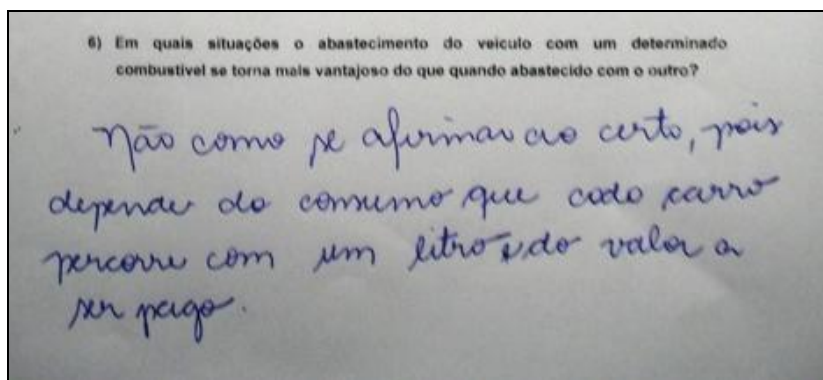 6) Em quais situações o abastecimento do veículo com um determinado
combustível se torna mais vantajoso do que quando abastecido com o outro?
Não como se afirmar ao certo, pois
depende do consumo que cada carro
percorre com um litro e do valor a
ser pago.